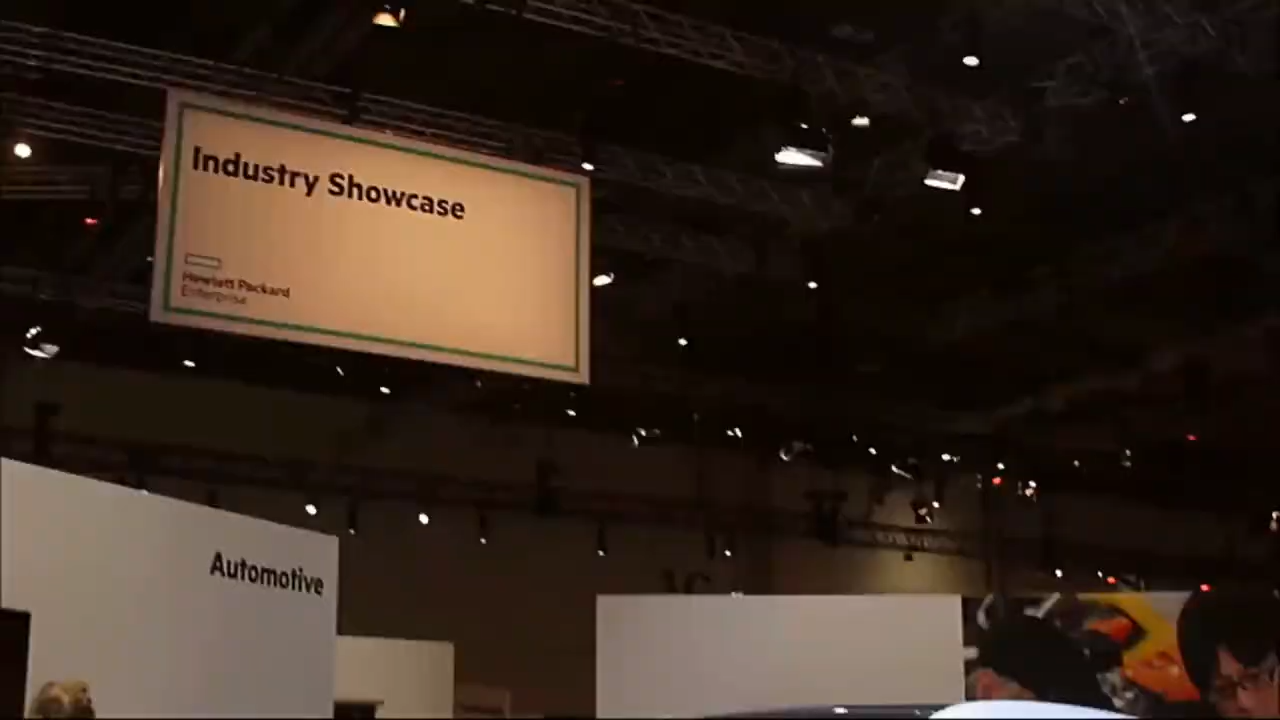 Industry Showcase
Hewlett Packard
Enterprise
Automotive